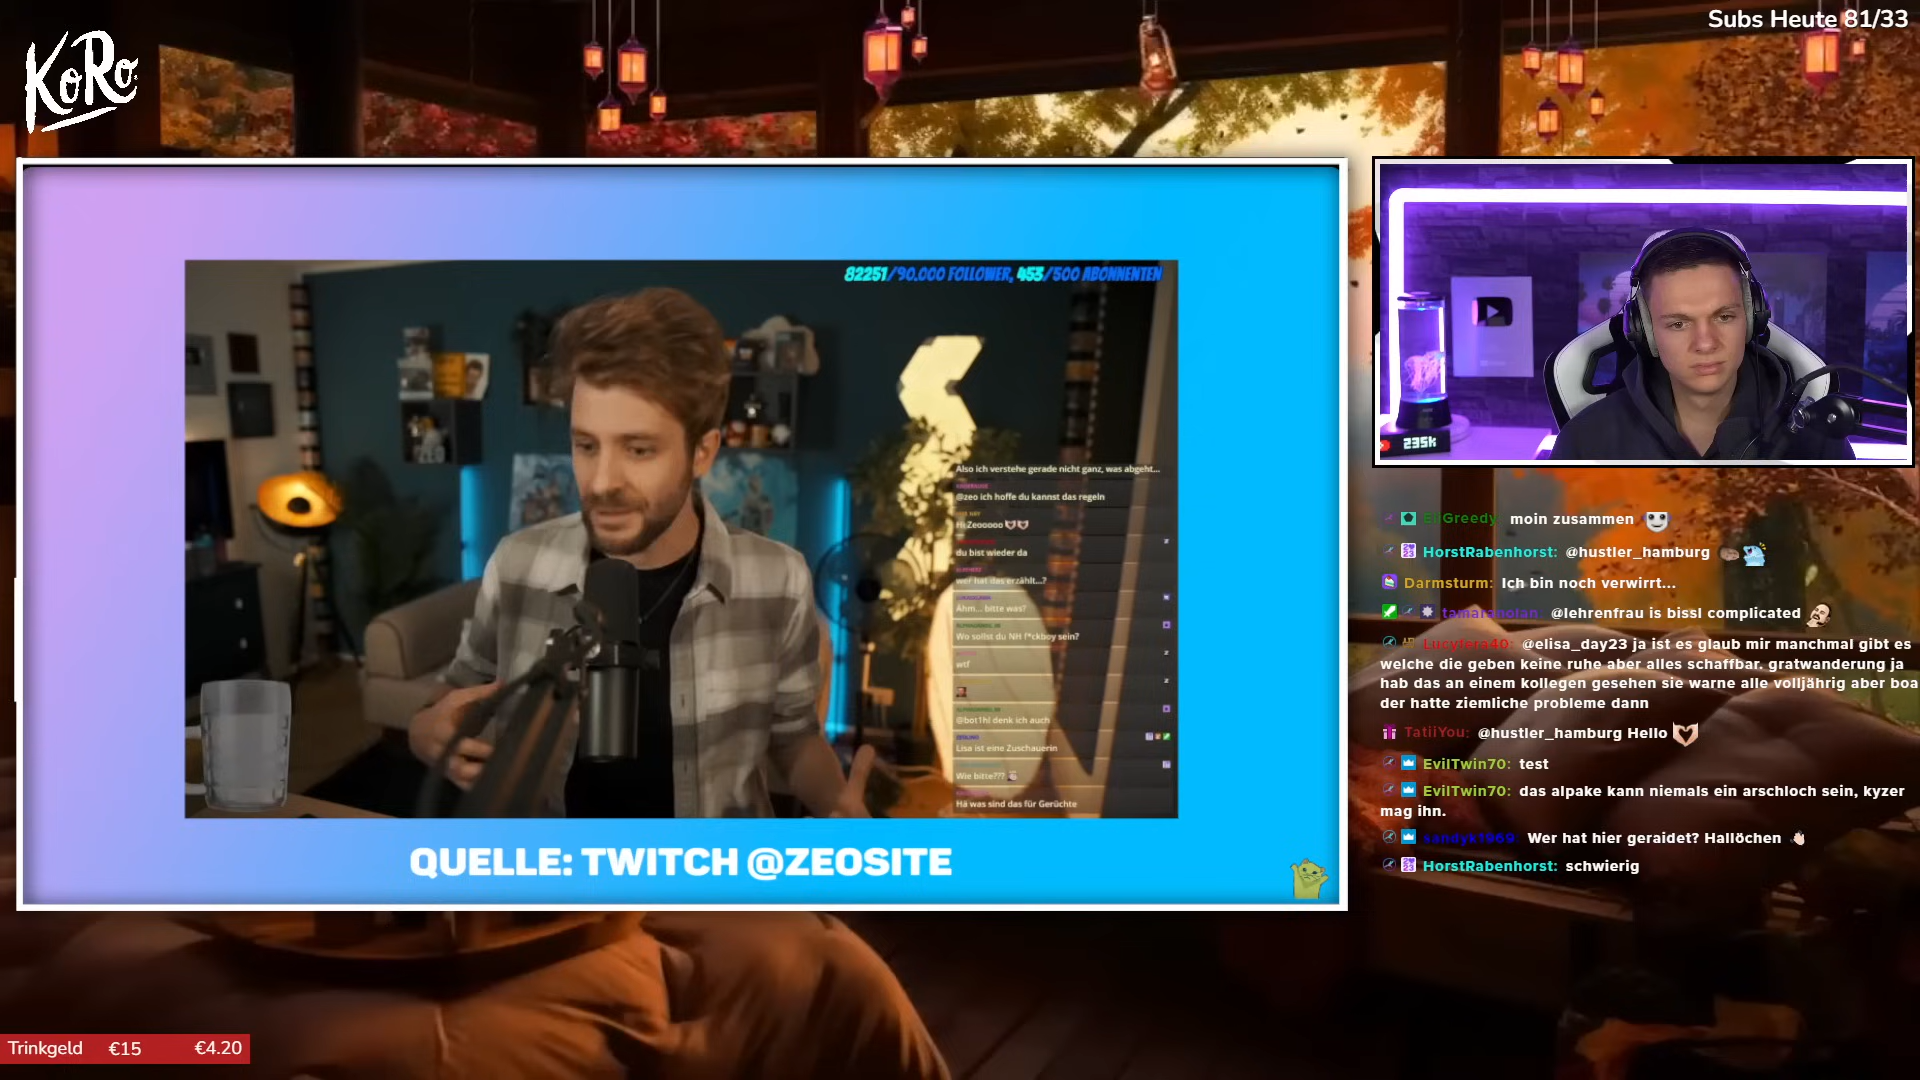 Subs Heute 81/33
KoRo
82251/90.000 FOLLOWER, 453/500 ABONNENTEN
Also ich verstehe gerade nicht ganz, was abgeht...
@zeo ich hoffe du kannst das regeln
Hi Zeooooo
du bist wieder da
wer hat das erzählt...?
Ähm... bitte was?
Wo sollst du NH f*ckboy sein?
wtf
@bot1hl denk ich auch
Lisa ist eine Zuschauerin
Wie bitte???
Hä was sind das für Gerüchte
QUELLE: TWITCH @ZEOSITE
235k
moin zusammen
HorstRabenhorst: @hustler_hamburg
Darmsturm: Ich bin noch verwirrt...
tamaranolan: @lehrenfrau is bissl complicated
Lucyfera40: @elisa_day23 ja ist es glaub mir manchmal gibt es
welche die geben keine ruhe aber alles schaffbar. gratwanderung ja
hab das an einem kollegen gesehen sie warne alle volljährig aber boa
der hatte ziemliche probleme dann
TatiiYou: @hustler_hamburg Hello
EvilTwin70: test
EvilTwin70: das alpake kann niemals ein arschloch sein, kyzer
mag ihn.
sandyk1969: Wer hat hier geraidet? Hallöchen
HorstRabenhorst: schwierig
Trinkgeld €15 €4.20